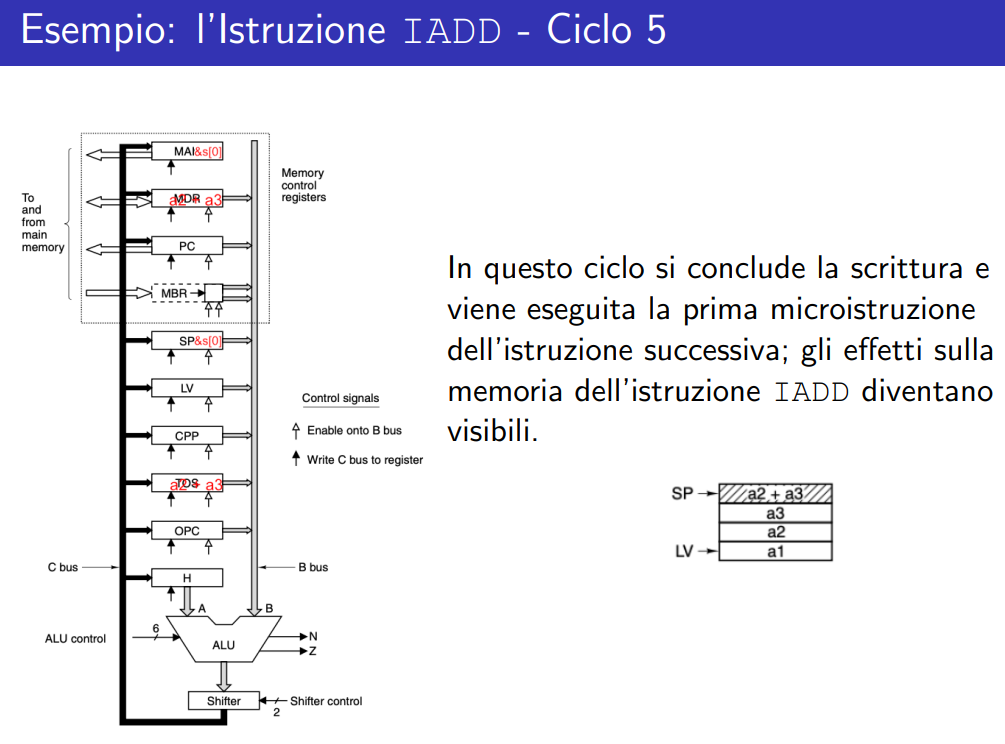 Esempio: l'Istruzione IADD - Ciclo 5
To
and
from
main
memory
MAR&s[0]
MDR
a2 + a3
PC
MBR
SP&s[0]
LV
CPP
TOS
a2 + a3
OPC
H
Memory
control
registers
Control signals
Enable onto B bus
Write C bus to register
C bus
B bus
A
B
6
ALU control
ALU
N
Z
Shifter
Shifter control
2
In questo ciclo si conclude la scrittura e
viene eseguita la prima microistruzione
dell'istruzione successiva; gli effetti sulla
memoria dell'istruzione IADD diventano
visibili.
SP
a2 + a3
a3
a2
LV
a1